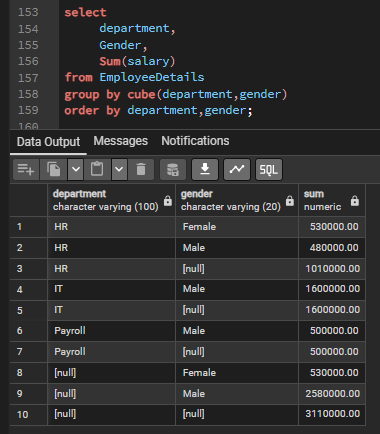 153 select
154 department,
155 Gender,
156 Sum(salary)
157 from EmployeeDetails
158 group by cube(department,gender)
159 order by department,gender;
160
Data Output Messages Notifications
SQL
department gender sum
character varying (100) character varying (20) numeric
1 HR Female 530000.00
2 HR Male 480000.00
3 HR [null] 1010000.00
4 IT Male 1600000.00
5 IT [null] 1600000.00
6 Payroll Male 500000.00
7 Payroll [null] 500000.00
8 [null] Female 530000.00
9 [null] Male 2580000.00
10 [null] [null] 3110000.00